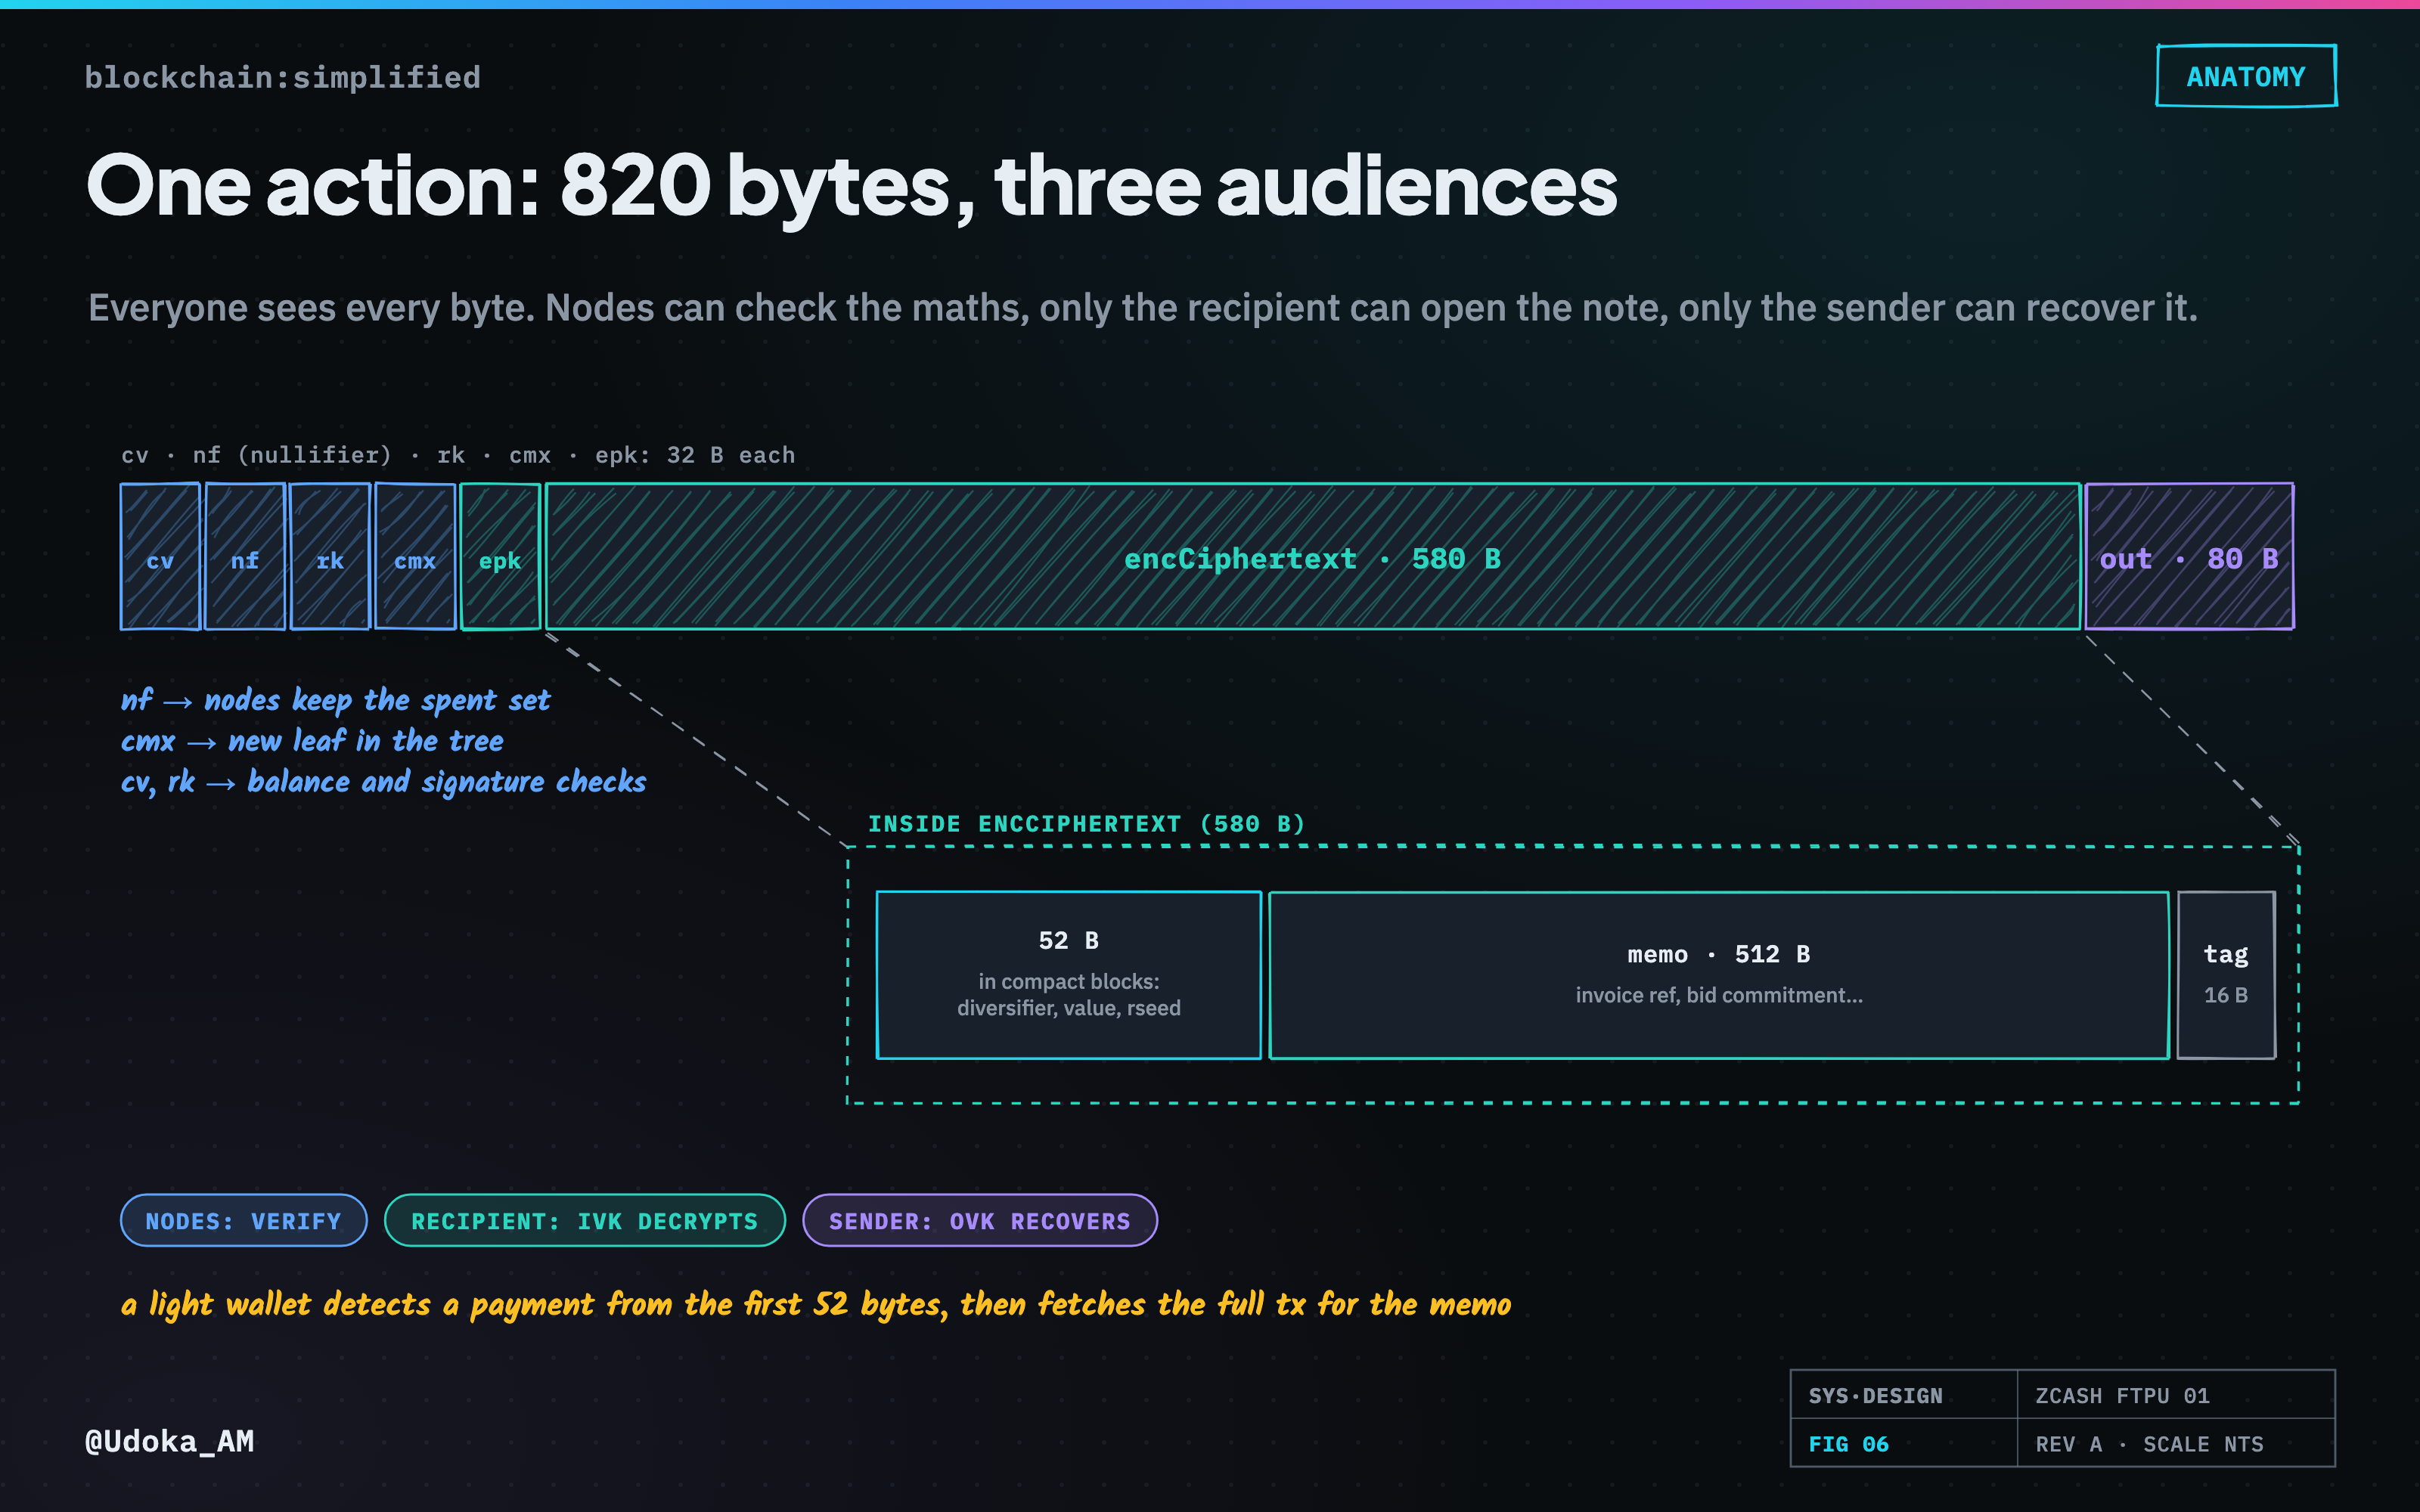 blockchain:simplified
ANATOMY
One action: 820 bytes, three audiences
Everyone sees every byte. Nodes can check the maths, only the recipient can open the note, only the sender can recover it.
cv · nf (nullifier) · rk · cmx · epk: 32 B each
cv nf rk cmx epk encCiphertext · 580 B out · 80 B
nf → nodes keep the spent set
cmx → new leaf in the tree
cv, rk → balance and signature checks
INSIDE ENCCIPHERTEXT (580 B)
52 B
in compact blocks:
diversifier, value, rseed
memo · 512 B
invoice ref, bid commitment...
tag
16 B
NODES: VERIFY
RECIPIENT: IVK DECRYPTS
SENDER: OVK RECOVERS
a light wallet detects a payment from the first 52 bytes, then fetches the full tx for the memo
@Udoka_AM
SYS·DESIGN
ZCASH FTPU 01
FIG 06
REV A · SCALE NTS